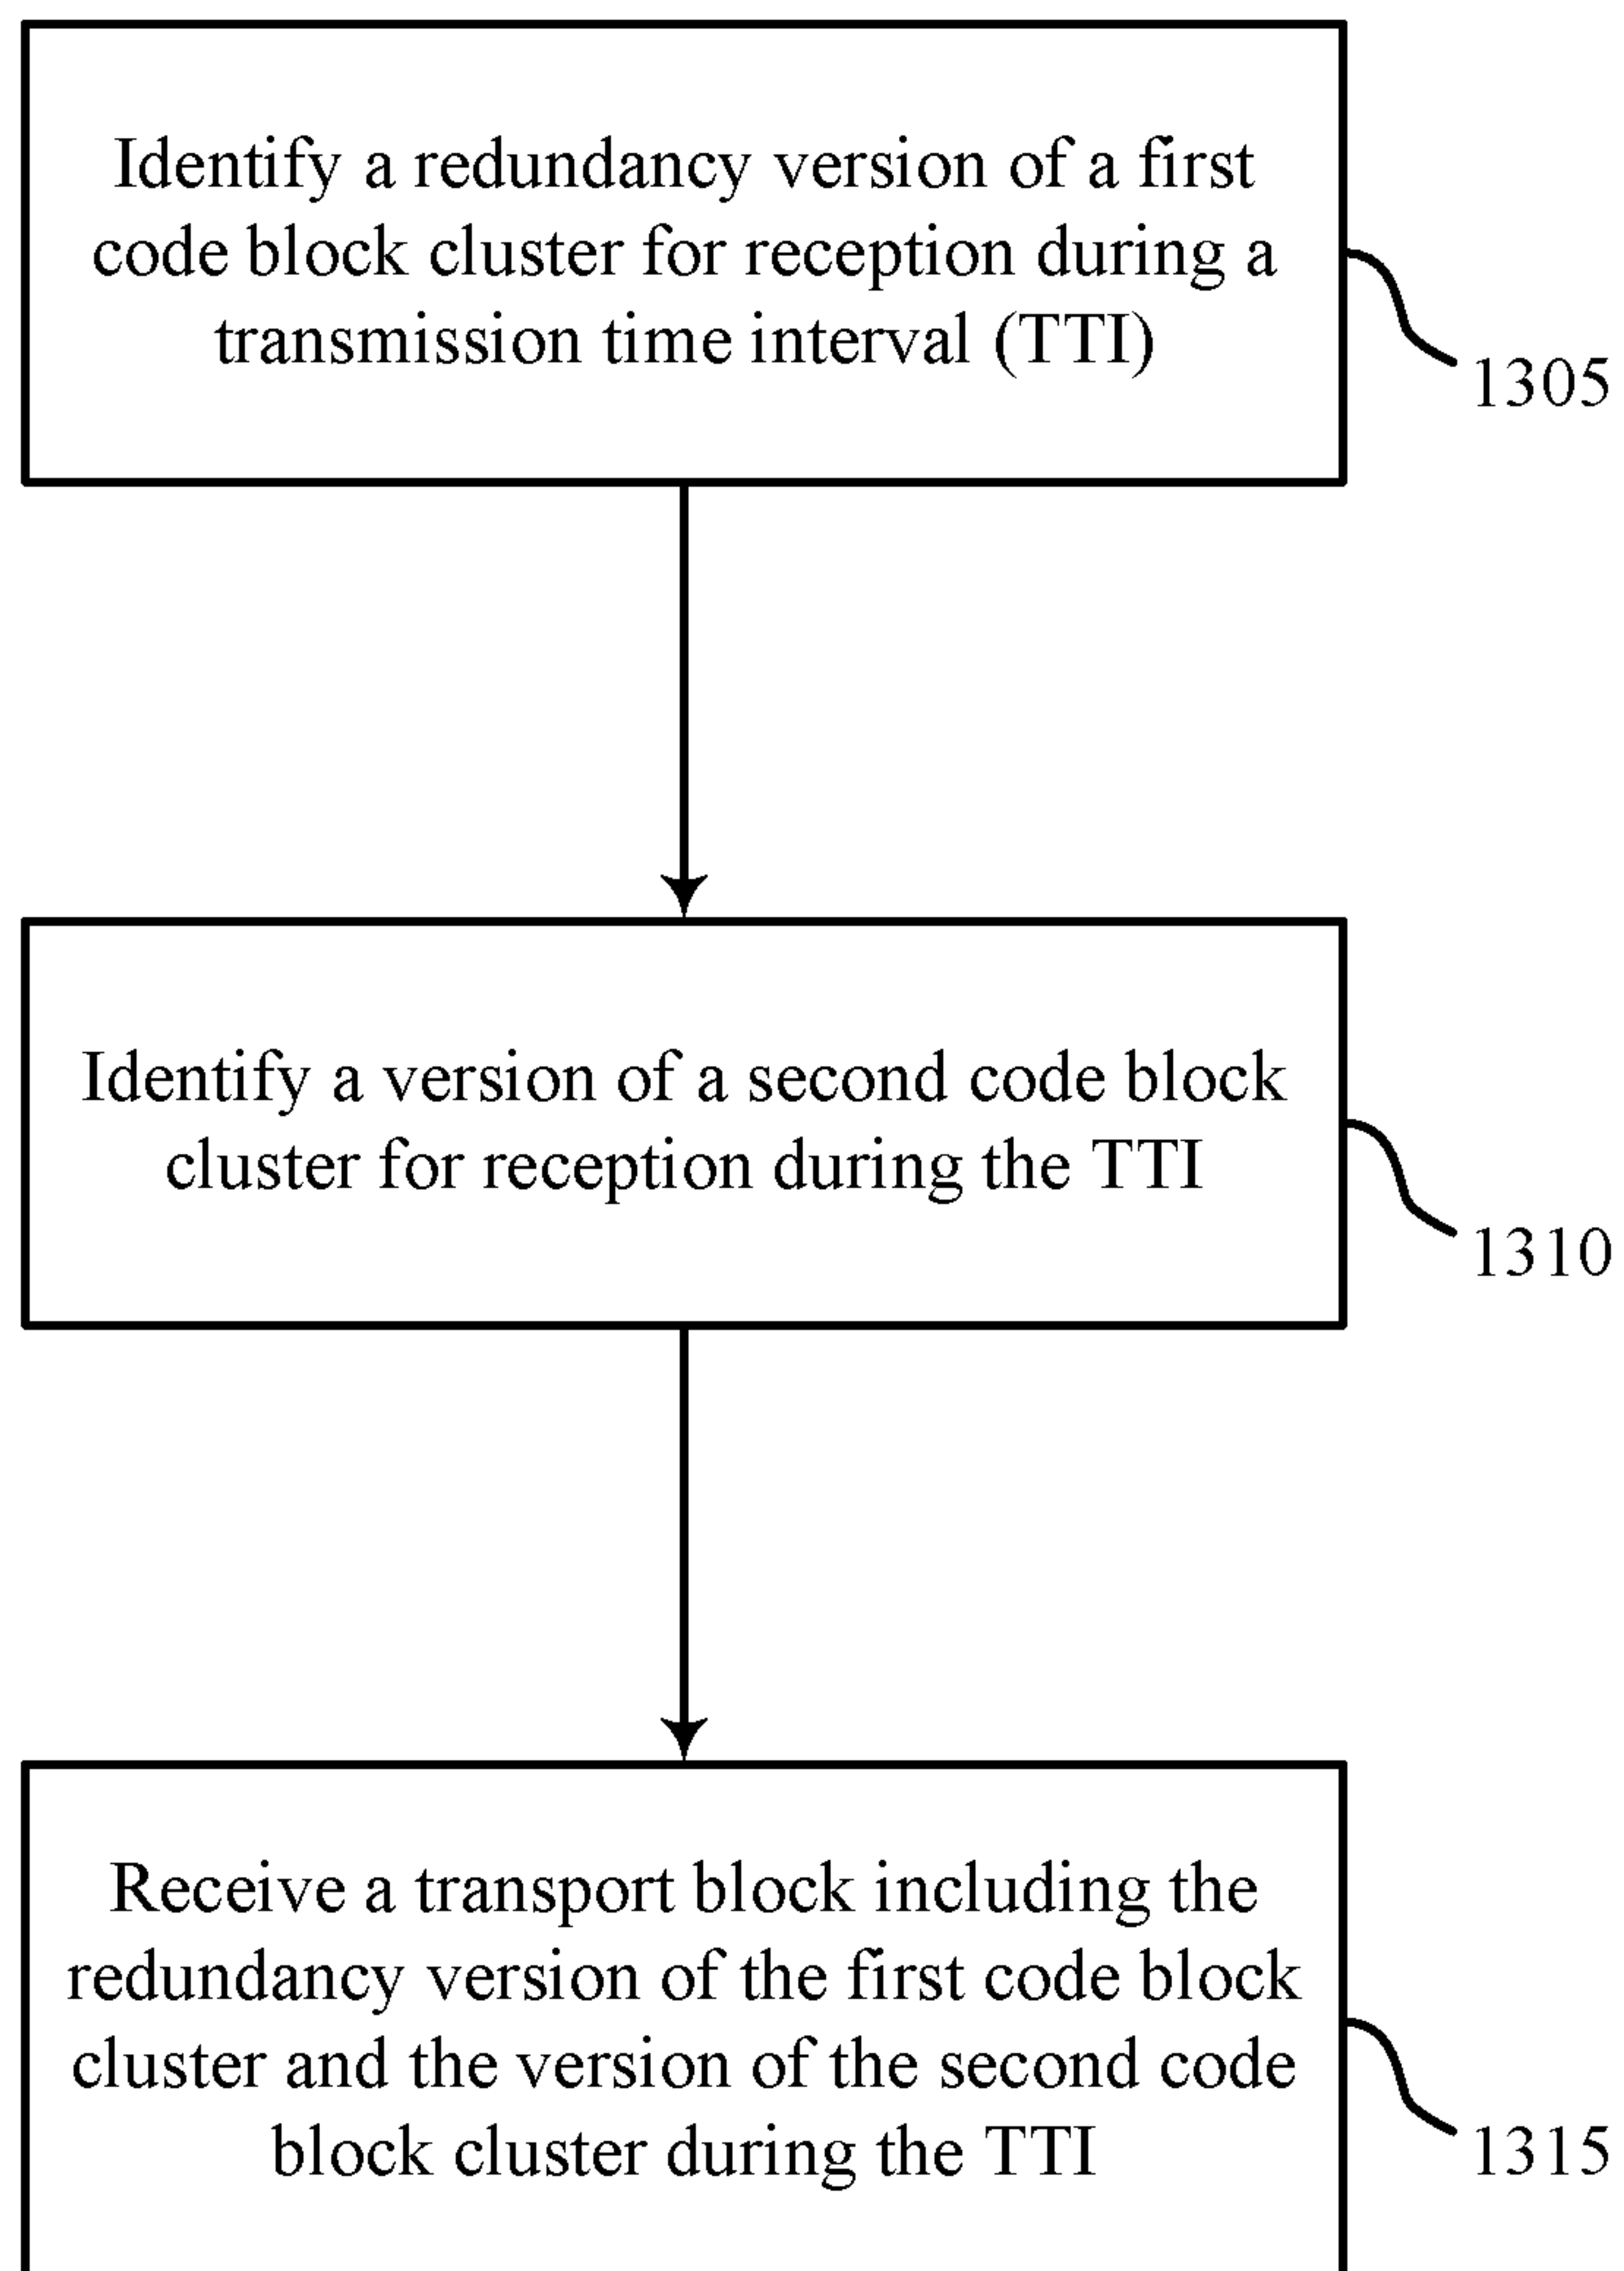 Identify a redundancy version of a first
code block cluster for reception during a
transmission time interval (TTI)
1305
Identify a version of a second code block
cluster for reception during the TTI
1310
Receive a transport block including the
redundancy version of the first code block
cluster and the version of the second code
block cluster during the TTI
1315